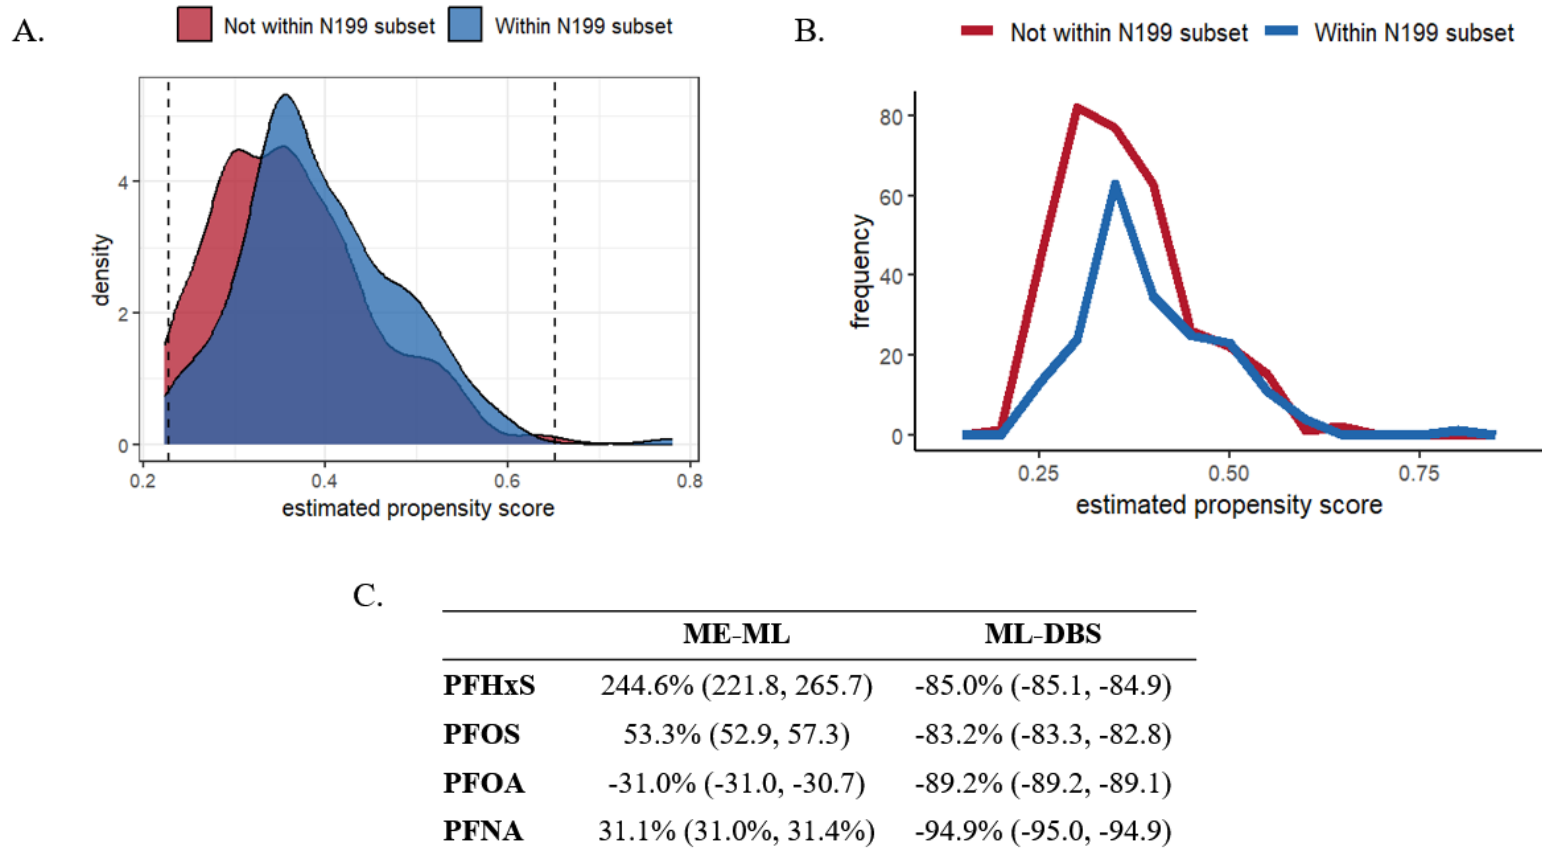 A.
Not within N199 subset
Within N199 subset
density
4
2
0
0.2
0.4
0.6
0.8
estimated propensity score
B.
Not within N199 subset
Within N199 subset
frequency
80
60
40
20
0
0.25
0.50
0.75
estimated propensity score
C.
ME-ML ML-DBS
PFHxS 244.6% (221.8, 265.7) -85.0% (-85.1, -84.9)
PFOS 53.3% (52.9, 57.3) -83.2% (-83.3, -82.8)
PFOA -31.0% (-31.0, -30.7) -89.2% (-89.2, -89.1)
PFNA 31.1% (31.0%, 31.4%) -94.9% (-95.0, -94.9)